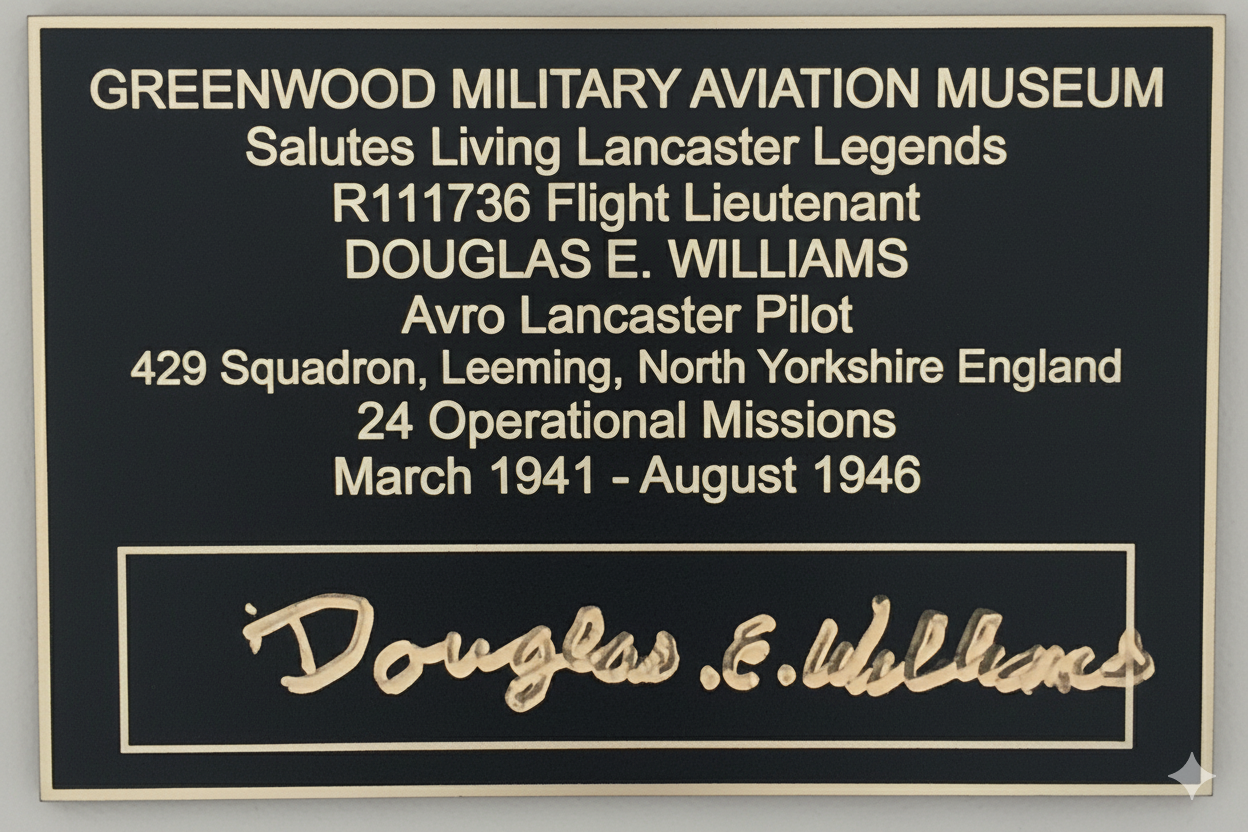 GREENWOOD MILITARY AVIATION MUSEUM
Salutes Living Lancaster Legends
R111736 Flight Lieutenant
DOUGLAS E. WILLIAMS
Avro Lancaster Pilot
429 Squadron, Leeming, North Yorkshire England
24 Operational Missions
March 1941 - August 1946
Douglas .E. Williams